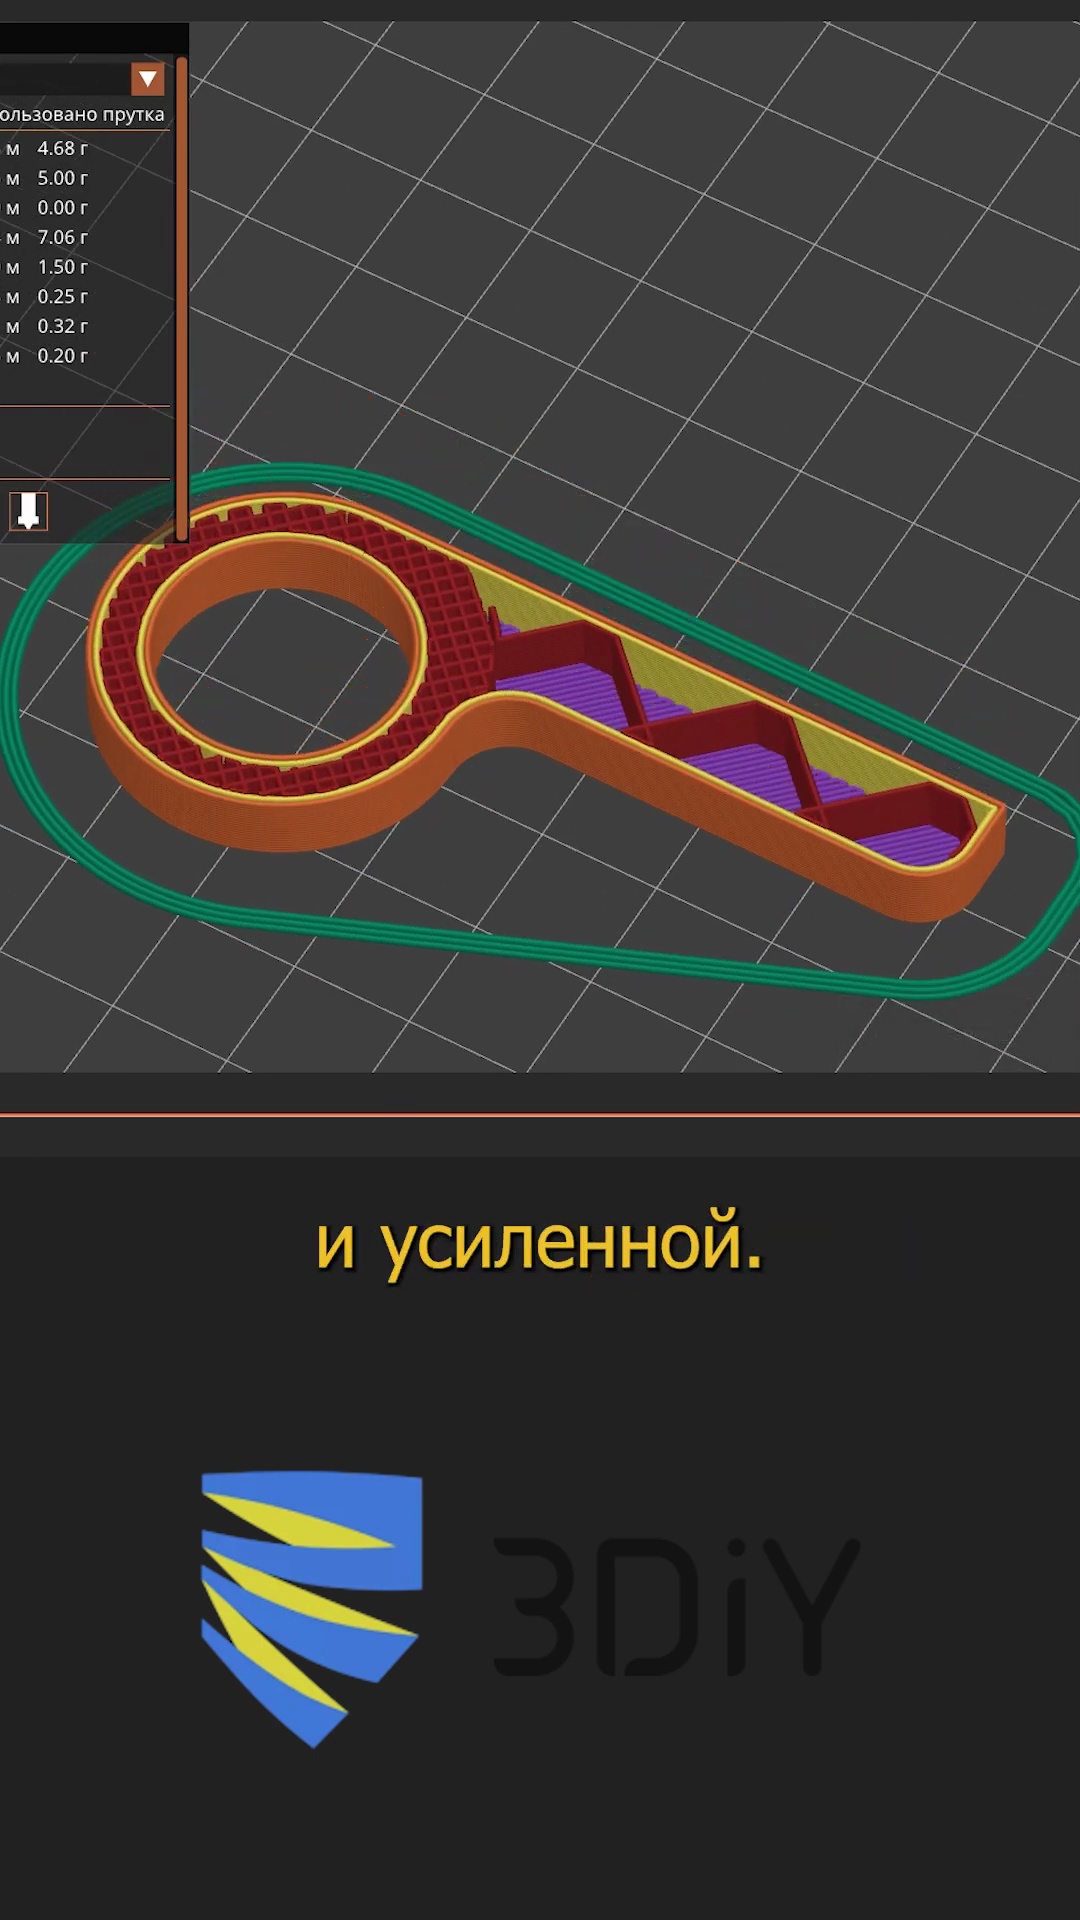 ользовано прутка
м 4.68 г
м 5.00 г
м 0.00 г
м 7.06 г
м 1.50 г
м 0.25 г
м 0.32 г
м 0.20 г
и усиленной.
3DiY